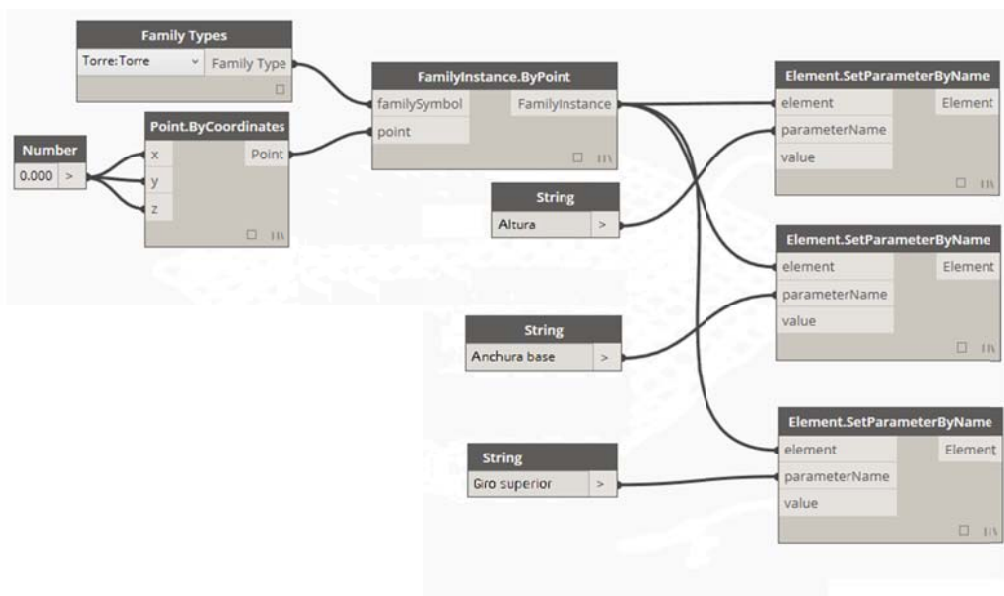 Family Types
Torre:Torre Family Type
Number
0.000 >
Point.ByCoordinates
x Point
y
z
FamilyInstance.ByPoint
familySymbol FamilyInstance
point
String
Altura >
String
Anchura base >
String
Giro superior >
Element.SetParameterByName
element Element
parameterName
value
Element.SetParameterByName
element Element
parameterName
value
Element.SetParameterByName
element Element
parameterName
value